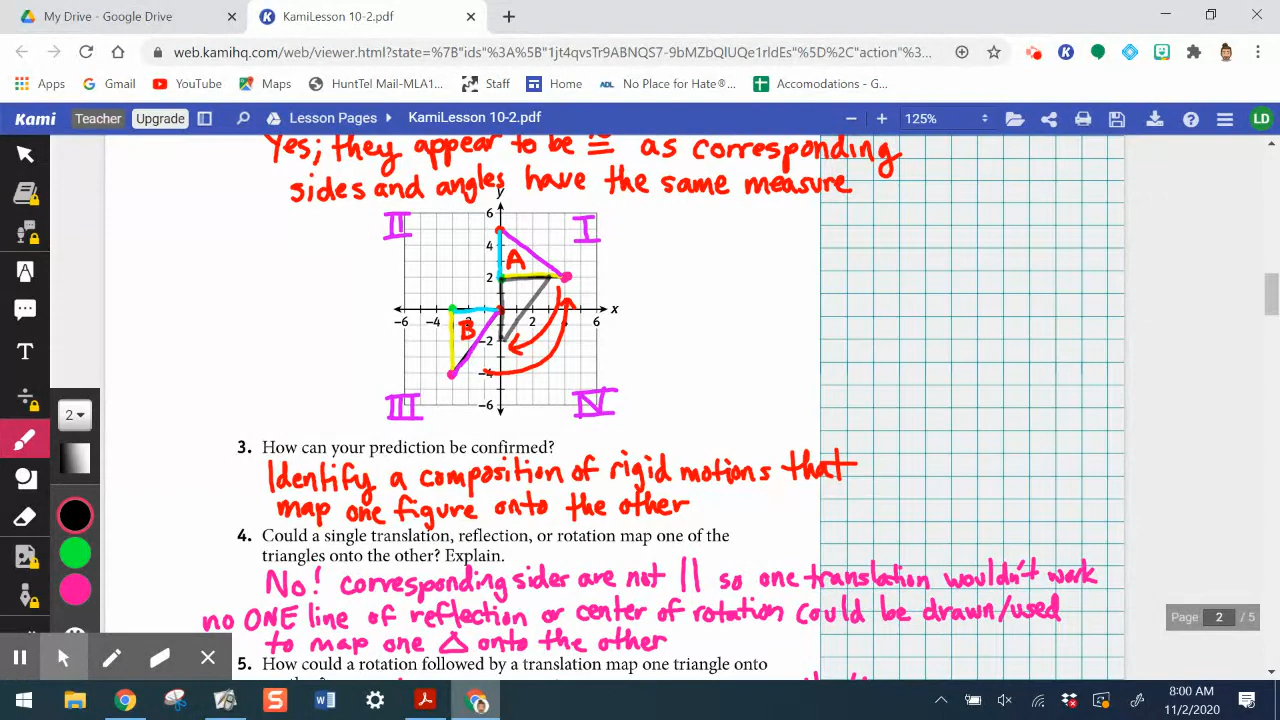 My Drive - Google Drive
KamiLesson 10-2.pdf
web.kamihq.com/web/viewer.html?state=%7B"ids"%3A%5B"1jt4qvsTr9ABNQS7-9bMZbQlUQe1rldEs"%5D%2C"action"%3...
Apps
Gmail
YouTube
Maps
HuntTel Mail-MLA1...
Staff
Home
ADL
No Place for Hate®:...
Accomodations - G...
Kami
Teacher
Upgrade
Lesson Pages
KamiLesson 10-2.pdf
125%
LD
Yes; they appear to be ≅ as corresponding
sides and angles have the same measure
y
II
6
I
4
A
2
x
-6
-4
-2
2
4
6
B
-2
-4
III
-6
IV
3. How can your prediction be confirmed?
Identify a composition of rigid motions that
map one figure onto the other
4. Could a single translation, reflection, or rotation map one of the
triangles onto the other? Explain.
No! corresponding sides are not || so one translation wouldn't work
no ONE line of reflection or center of rotation could be drawn/used
to map one △ onto the other
5. How could a rotation followed by a translation map one triangle onto
2
Page 2 / 5
8:00 AM
11/2/2020